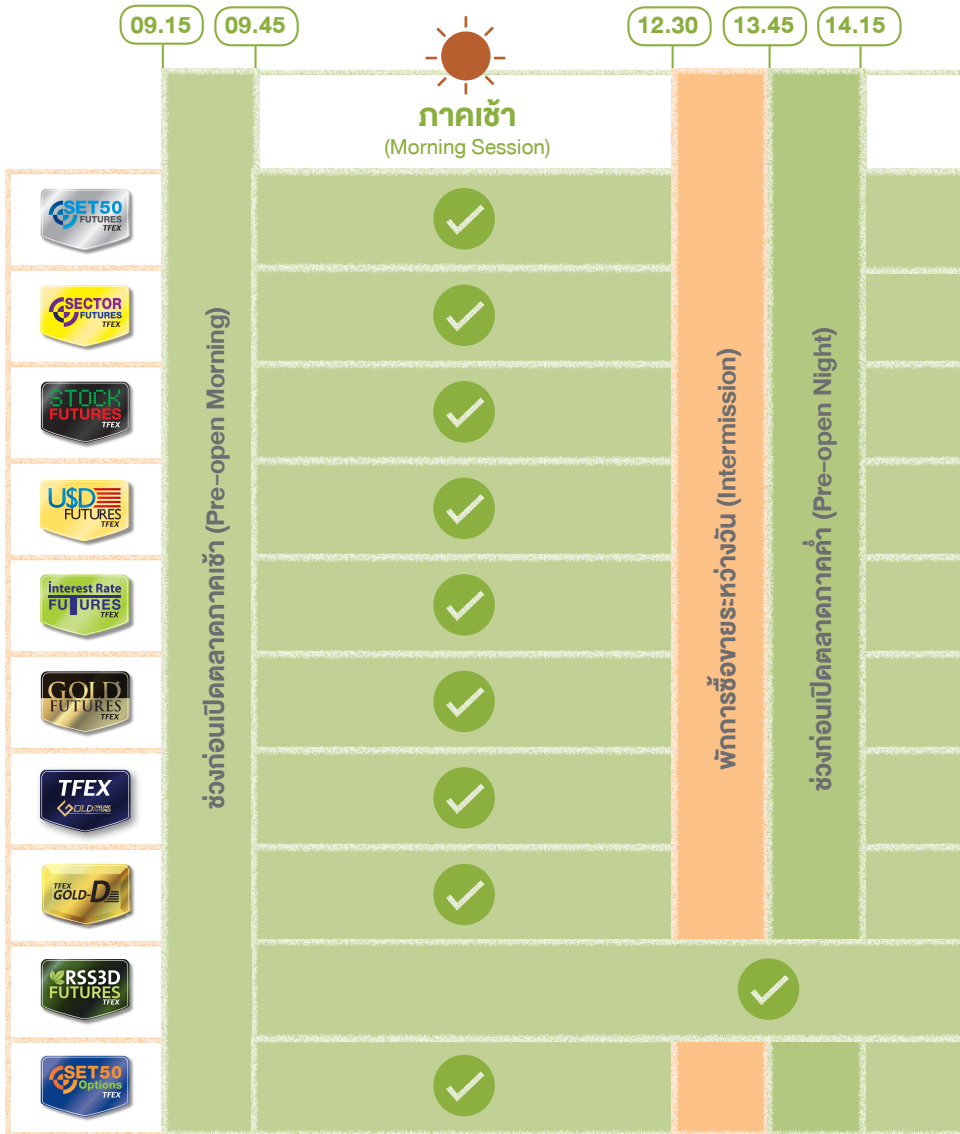 09.15
09.45
12.30
13.45
14.15
ภาคเช้า
(Morning Session)
SET50
FUTURES
TFEX
SECTOR
FUTURES
TFEX
STOCK
FUTURES
TFEX
U$D
FUTURES
TFEX
interest Rate
FUTURES
TFEX
GOLD
FUTURES
TFEX
TFEX
GOLD ONLINE
FUTURES
TFEX
GOLD-D
RSS3D
FUTURES
TFEX
SET50
Options
TFEX
ช่วงก่อนเปิดตลาดภาคเช้า (Pre-open Morning)
พักการซื้อขายระหว่างวัน (Intermission)
ช่วงก่อนเปิดตลาดภาคค่ำ (Pre-open Night)